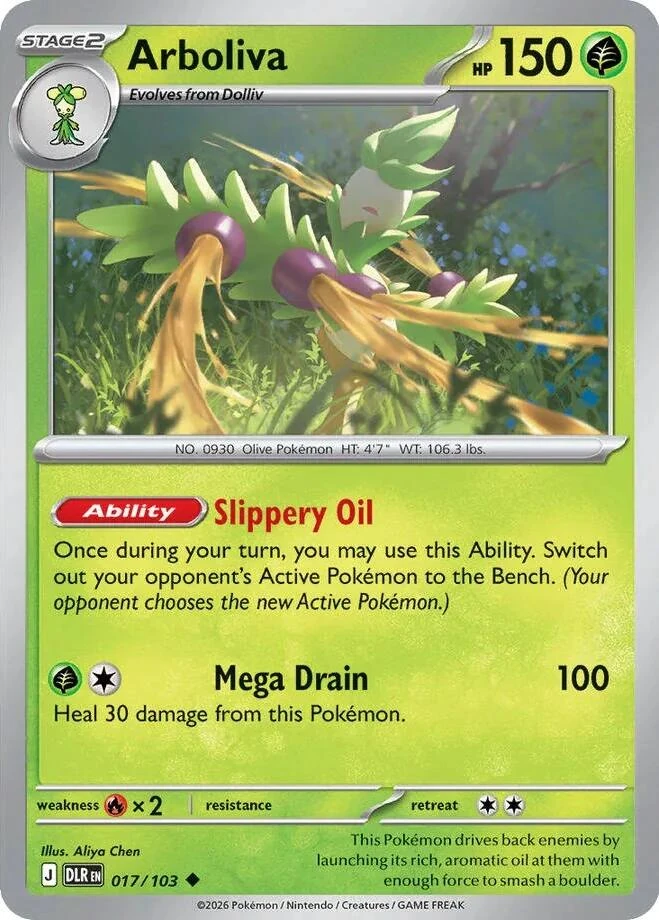 STAGE2 Arboliva HP 150
Evolves from Dolliv
NO. 0930 Olive Pokémon HT: 4'7" WT: 106.3 lbs.
Ability Slippery Oil
Once during your turn, you may use this Ability. Switch
out your opponent's Active Pokémon to the Bench. (Your
opponent chooses the new Active Pokémon.)
Mega Drain 100
Heal 30 damage from this Pokémon.
weakness ×2 resistance retreat
Illus. Aliya Chen
This Pokémon drives back enemies by
launching its rich, aromatic oil at them with
enough force to smash a boulder.
J DLR EN 017/103
©2026 Pokémon / Nintendo / Creatures / GAME FREAK